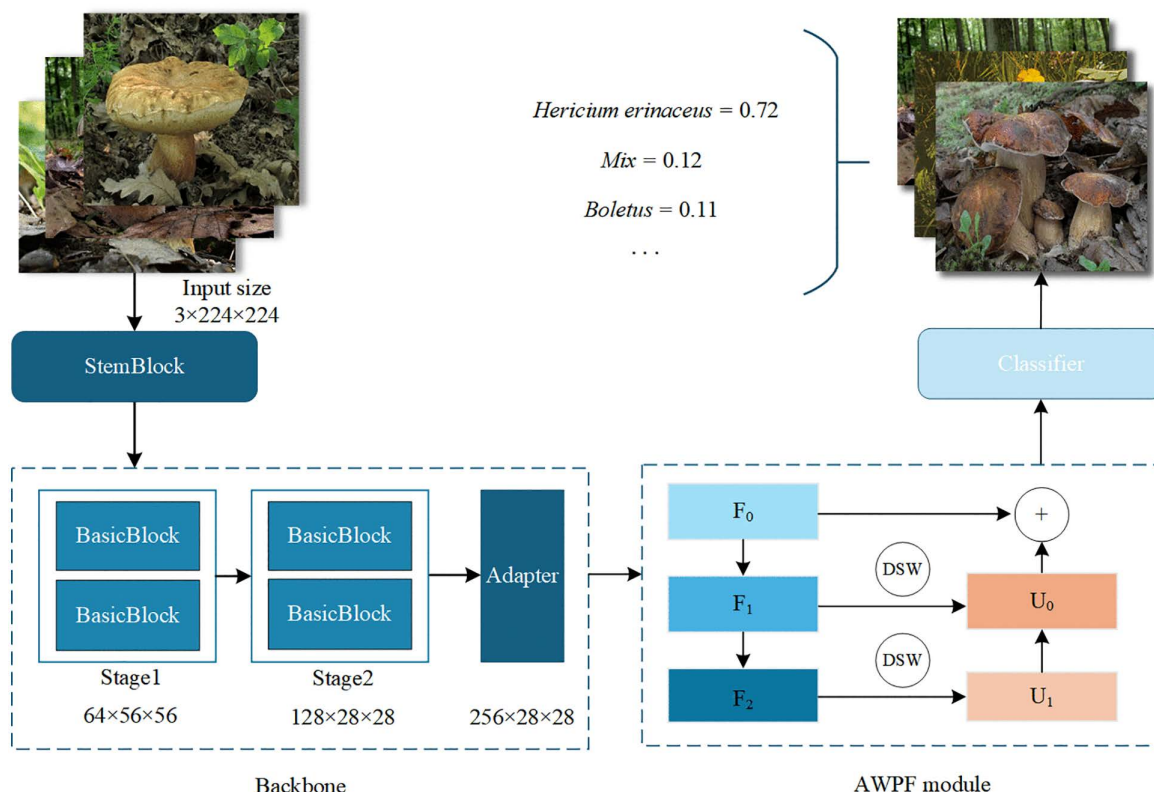 Hericium erinaceus = 0.72
Mix = 0.12
Boletus = 0.11
...
Input size
3×224×224
StemBlock
Classifier
BasicBlock
BasicBlock
Stage1
64×56×56
BasicBlock
BasicBlock
Stage2
128×28×28
Adapter
256×28×28
Backbone
F₀
+
DSW
F₁
U₀
DSW
F₂
U₁
AWPF module